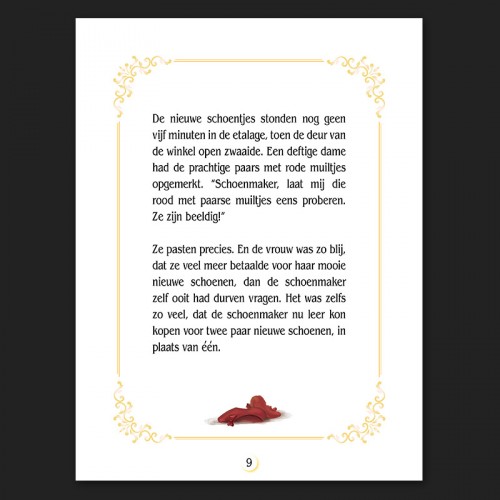 De nieuwe schoentjes stonden nog geen
vijf minuten in de etalage, toen de deur van
de winkel open zwaaide. Een deftige dame
had de prachtige paars met rode muiltjes
opgemerkt. “Schoenmaker, laat mij die
rood met paarse muiltjes eens proberen.
Ze zijn beeldig!”
Ze pasten precies. En de vrouw was zo blij,
dat ze veel meer betaalde voor haar mooie
nieuwe schoenen, dan de schoenmaker
zelf ooit had durven vragen. Het was zelfs
zo veel, dat de schoenmaker nu leer kon
kopen voor twee paar nieuwe schoenen, in
plaats van één.
9